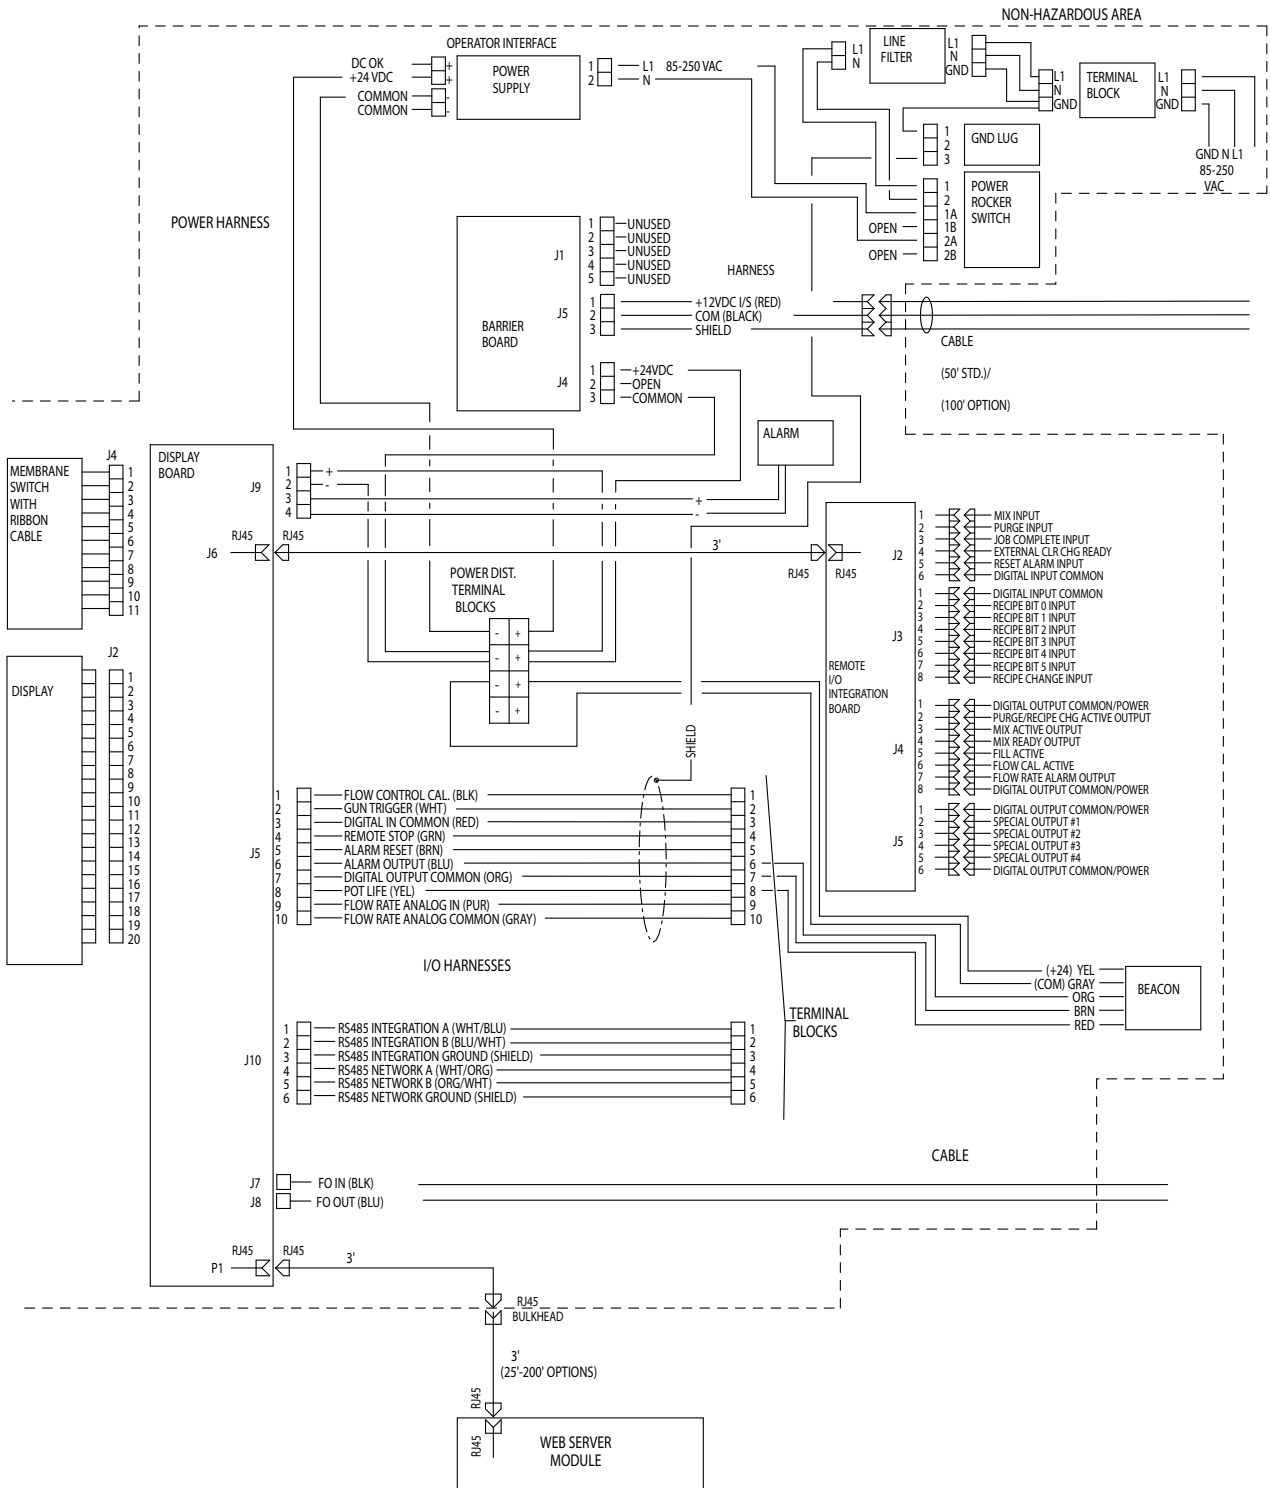 NON-HAZARDOUS AREA
OPERATOR INTERFACE
DC OK
+24 VDC
COMMON
COMMON
+
+
-
-
POWER
SUPPLY
1
2
L1 85-250 VAC
N
L1
N
LINE
FILTER
L1
N
GND
L1
N
GND
TERMINAL
BLOCK
L1
N
GND
GND N L1
85-250
VAC
1
2
3
GND LUG
1
2
1A
1B
2A
2B
OPEN
OPEN
POWER
ROCKER
SWITCH
POWER HARNESS
BARRIER
BOARD
J1
1
2
3
4
5
UNUSED
UNUSED
UNUSED
UNUSED
UNUSED
HARNESS
J5
1
2
3
+12VDC I/S (RED)
COM (BLACK)
SHIELD
CABLE
(50' STD.)/
(100' OPTION)
J4
1
2
3
+24VDC
OPEN
COMMON
ALARM
MEMBRANE
SWITCH
WITH
RIBBON
CABLE
J4
1
2
3
4
5
6
7
8
9
10
11
DISPLAY
BOARD
J9
1
2
3
4
+
-
+
-
J6
RJ45
RJ45
3'
RJ45
RJ45
POWER DIST.
TERMINAL
BLOCKS
- +
- +
- +
- +
REMOTE
I/O
INTEGRATION
BOARD
J2
1 MIX INPUT
2 PURGE INPUT
3 JOB COMPLETE INPUT
4 EXTERNAL CLR CHG READY
5 RESET ALARM INPUT
6 DIGITAL INPUT COMMON
J3
1 DIGITAL INPUT COMMON
2 RECIPE BIT 0 INPUT
3 RECIPE BIT 1 INPUT
4 RECIPE BIT 2 INPUT
5 RECIPE BIT 3 INPUT
6 RECIPE BIT 4 INPUT
7 RECIPE BIT 5 INPUT
8 RECIPE CHANGE INPUT
J4
1 DIGITAL OUTPUT COMMON/POWER
2 PURGE/RECIPE CHG ACTIVE OUTPUT
3 MIX ACTIVE OUTPUT
4 MIX READY OUTPUT
5 FILL ACTIVE
6 FLOW CAL. ACTIVE
7 FLOW RATE ALARM OUTPUT
8 DIGITAL OUTPUT COMMON/POWER
J5
1 DIGITAL OUTPUT COMMON/POWER
2 SPECIAL OUTPUT #1
3 SPECIAL OUTPUT #2
4 SPECIAL OUTPUT #3
5 SPECIAL OUTPUT #4
6 DIGITAL OUTPUT COMMON/POWER
DISPLAY
J2
1
2
3
4
5
6
7
8
9
10
11
12
13
14
15
16
17
18
19
20
SHIELD
J5
1 FLOW CONTROL CAL. (BLK) 1
2 GUN TRIGGER (WHT) 2
3 DIGITAL IN COMMON (RED) 3
4 REMOTE STOP (GRN) 4
5 ALARM RESET (BRN) 5
6 ALARM OUTPUT (BLU) 6
7 DIGITAL OUTPUT COMMON (ORG) 7
8 POT LIFE (YEL) 8
9 FLOW RATE ANALOG IN (PUR) 9
10 FLOW RATE ANALOG COMMON (GRAY) 10
I/O HARNESSES
TERMINAL
BLOCKS
(+24) YEL
(COM) GRAY
ORG
BRN
RED
BEACON
J10
1 RS485 INTEGRATION A (WHT/BLU) 1
2 RS485 INTEGRATION B (BLU/WHT) 2
3 RS485 INTEGRATION GROUND (SHIELD) 3
4 RS485 NETWORK A (WHT/ORG) 4
5 RS485 NETWORK B (ORG/WHT) 5
6 RS485 NETWORK GROUND (SHIELD) 6
CABLE
J7 FO IN (BLK)
J8 FO OUT (BLU)
P1
RJ45
RJ45
3'
RJ45
BULKHEAD
3'
(25'-200' OPTIONS)
RJ45
RJ45
WEB SERVER
MODULE